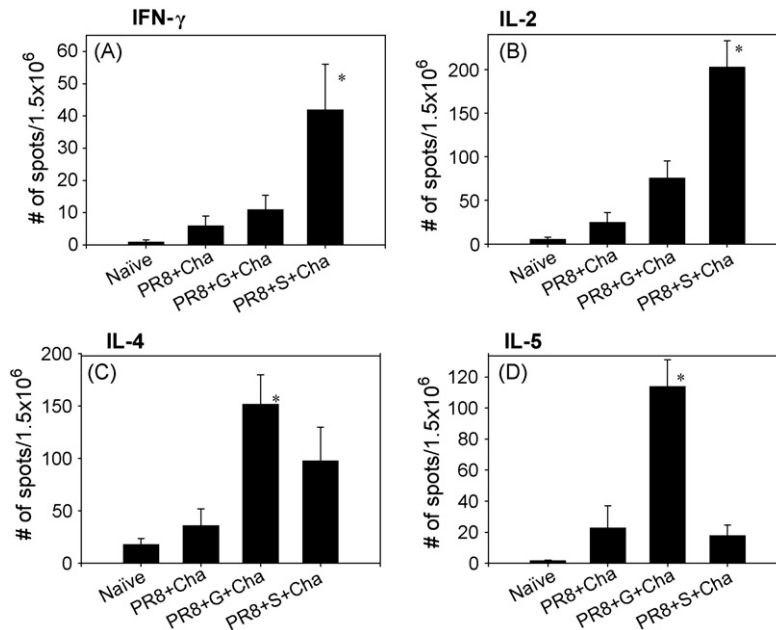 IFN-γ
(A)
# of spots/1.5x10⁶
60
50
40
30
20
10
0
*
Naïve
PR8+Cha
PR8+G+Cha
PR8+S+Cha
IL-2
(B)
# of spots/1.5x10⁶
200
150
100
50
0
*
Naïve
PR8+Cha
PR8+G+Cha
PR8+S+Cha
IL-4
(C)
# of spots/1.5x10⁶
200
150
100
50
0
*
Naïve
PR8+Cha
PR8+G+Cha
PR8+S+Cha
IL-5
(D)
# of spots/1.5x10⁶
120
100
80
60
40
20
0
*
Naïve
PR8+Cha
PR8+G+Cha
PR8+S+Cha